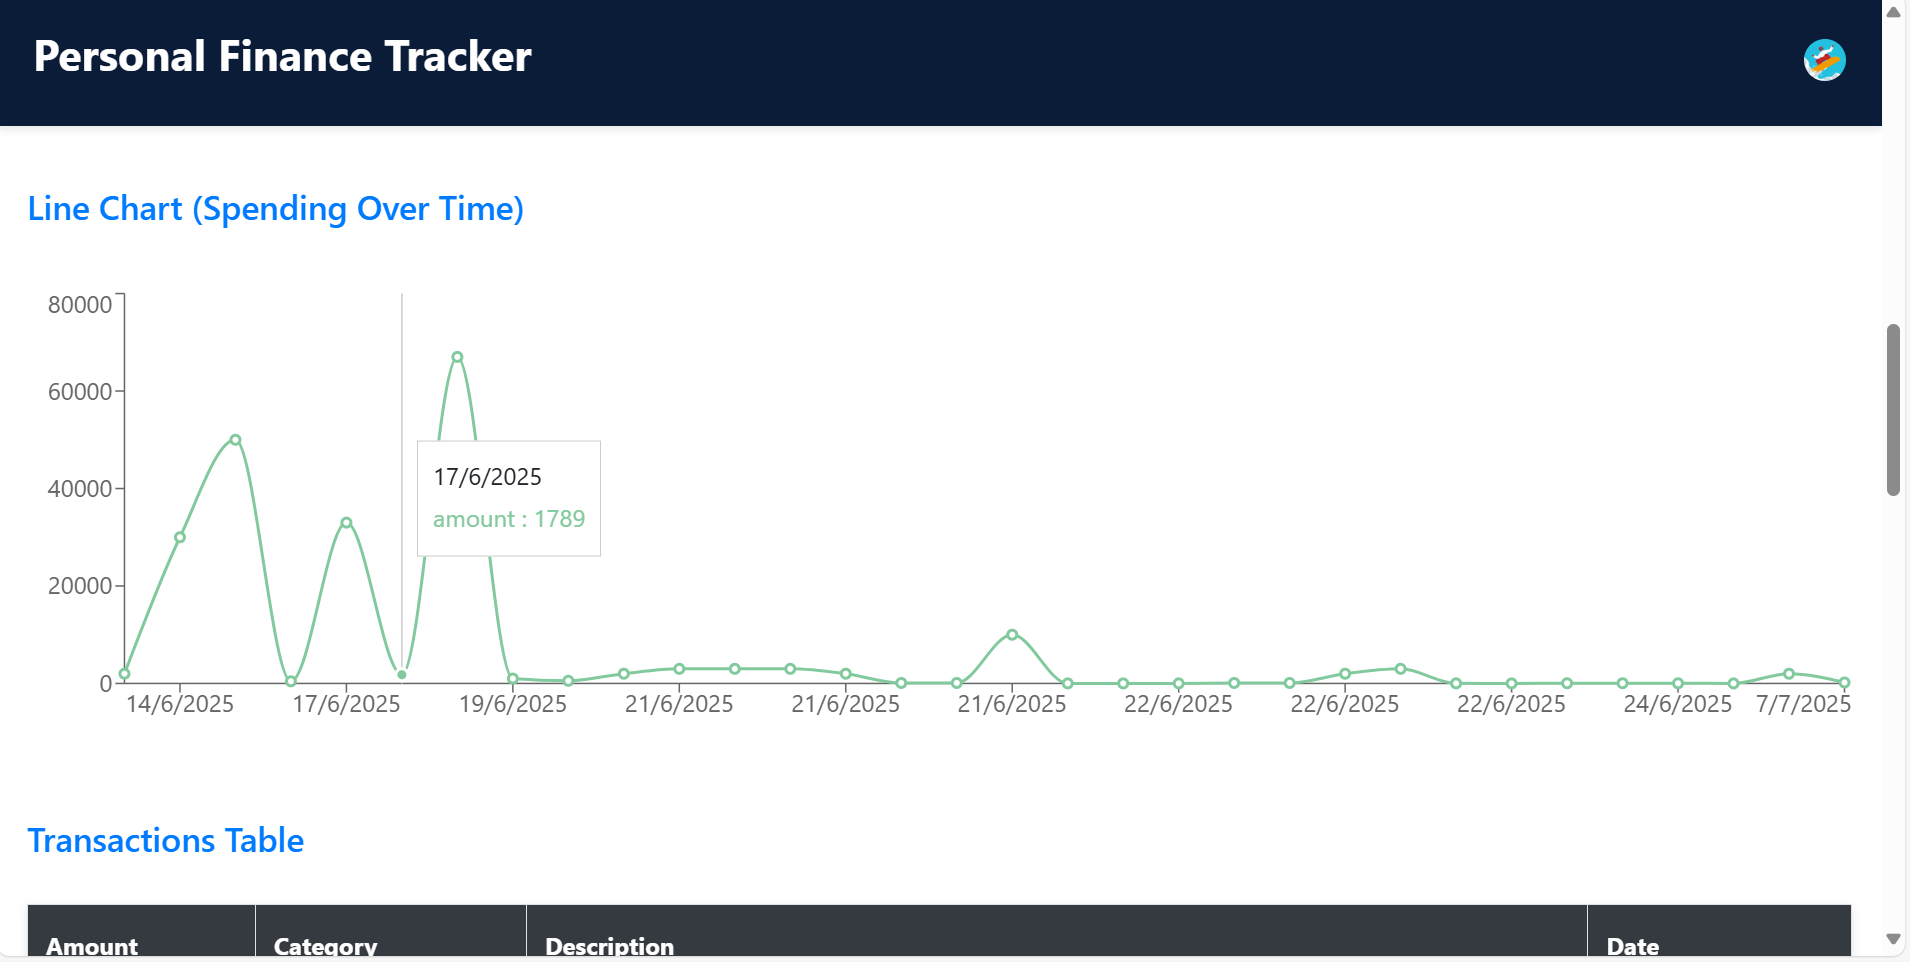 Personal Finance Tracker
Line Chart (Spending Over Time)
80000
60000
40000
20000
0
17/6/2025
amount : 1789
14/6/2025 17/6/2025 19/6/2025 21/6/2025 21/6/2025 21/6/2025 22/6/2025 22/6/2025 22/6/2025 24/6/2025 7/7/2025
Transactions Table
Amount Category Description Date